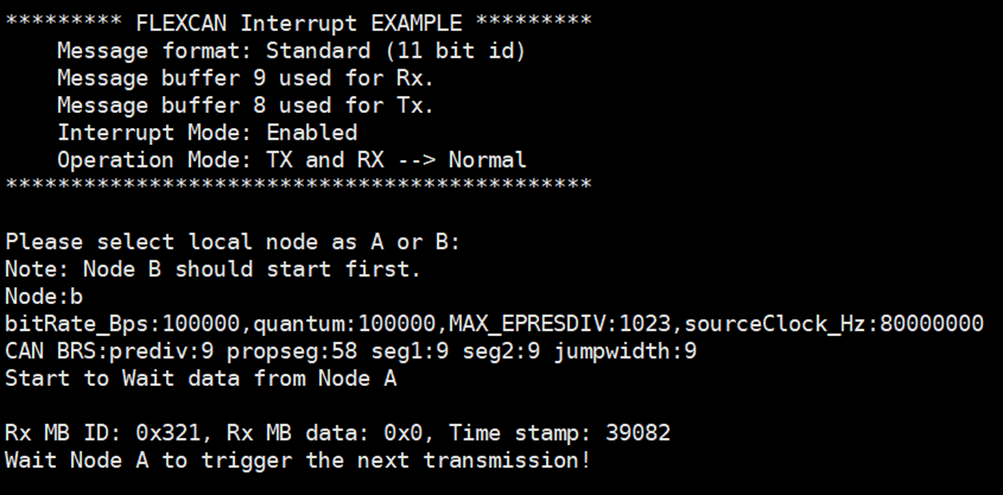 ********* FLEXCAN Interrupt EXAMPLE *********
    Message format: Standard (11 bit id)
    Message buffer 9 used for Rx.
    Message buffer 8 used for Tx.
    Interrupt Mode: Enabled
    Operation Mode: TX and RX --> Normal
*********************************************

Please select local node as A or B:
Note: Node B should start first.
Node:b
bitRate_Bps:100000,quantum:100000,MAX_EPRESDIV:1023,sourceClock_Hz:80000000
CAN BRS:prediv:9 propseg:58 seg1:9 seg2:9 jumpwidth:9
Start to Wait data from Node A

Rx MB ID: 0x321, Rx MB data: 0x0, Time stamp: 39082
Wait Node A to trigger the next transmission!